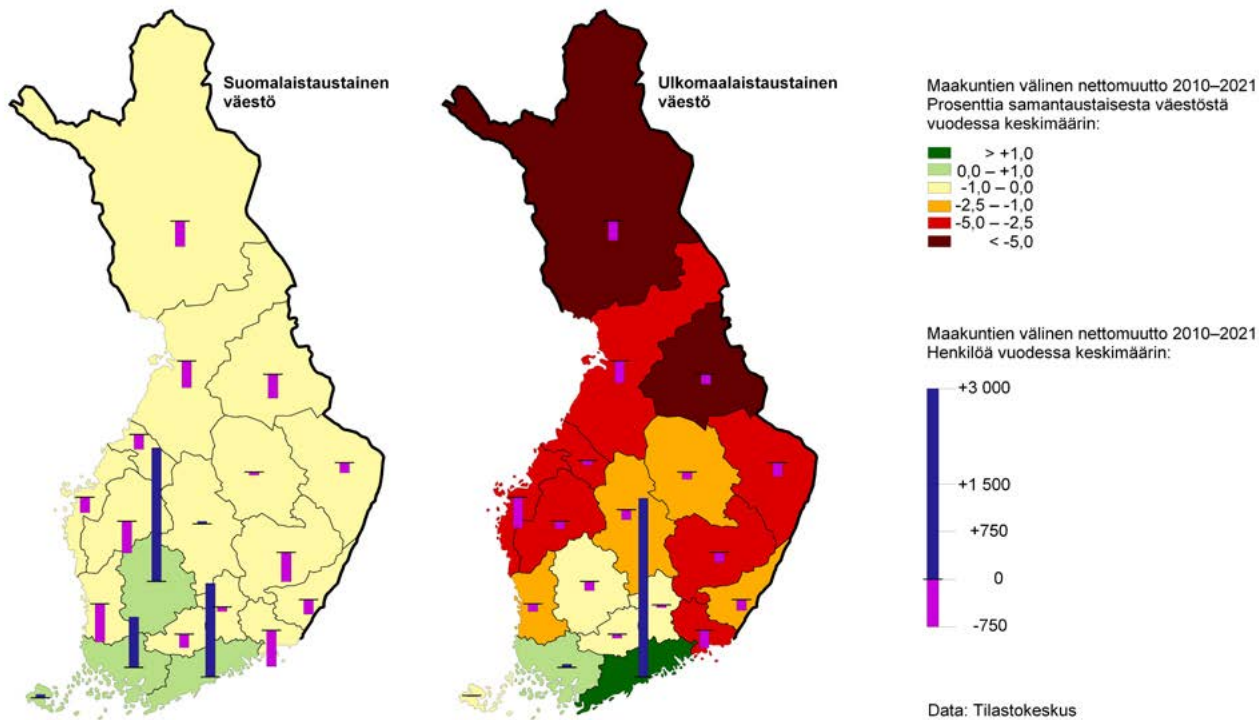 Suomalaistaustainen
väestö
Ulkomaalaistaustainen
väestö
Maakuntien välinen nettomuutto 2010–2021
Prosenttia samantaustaisesta väestöstä
vuodessa keskimäärin:
> +1,0
0,0 – +1,0
-1,0 – 0,0
-2,5 – -1,0
-5,0 – -2,5
< -5,0
Maakuntien välinen nettomuutto 2010–2021
Henkilöä vuodessa keskimäärin:
+3 000
+1 500
+750
0
-750
Data: Tilastokeskus